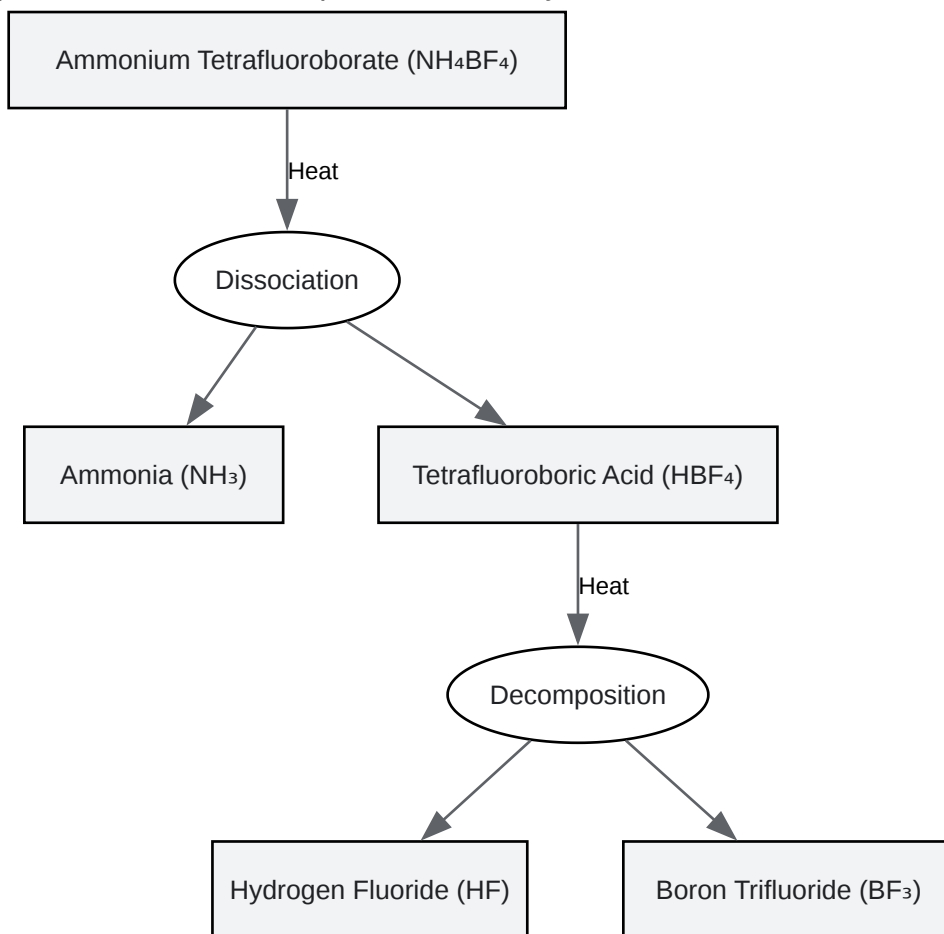 Ammonium Tetrafluoroborate (NH₄BF₄)
Heat
Dissociation
Ammonia (NH₃)
Tetrafluoroboric Acid (HBF₄)
Heat
Decomposition
Hydrogen Fluoride (HF)
Boron Trifluoride (BF₃)